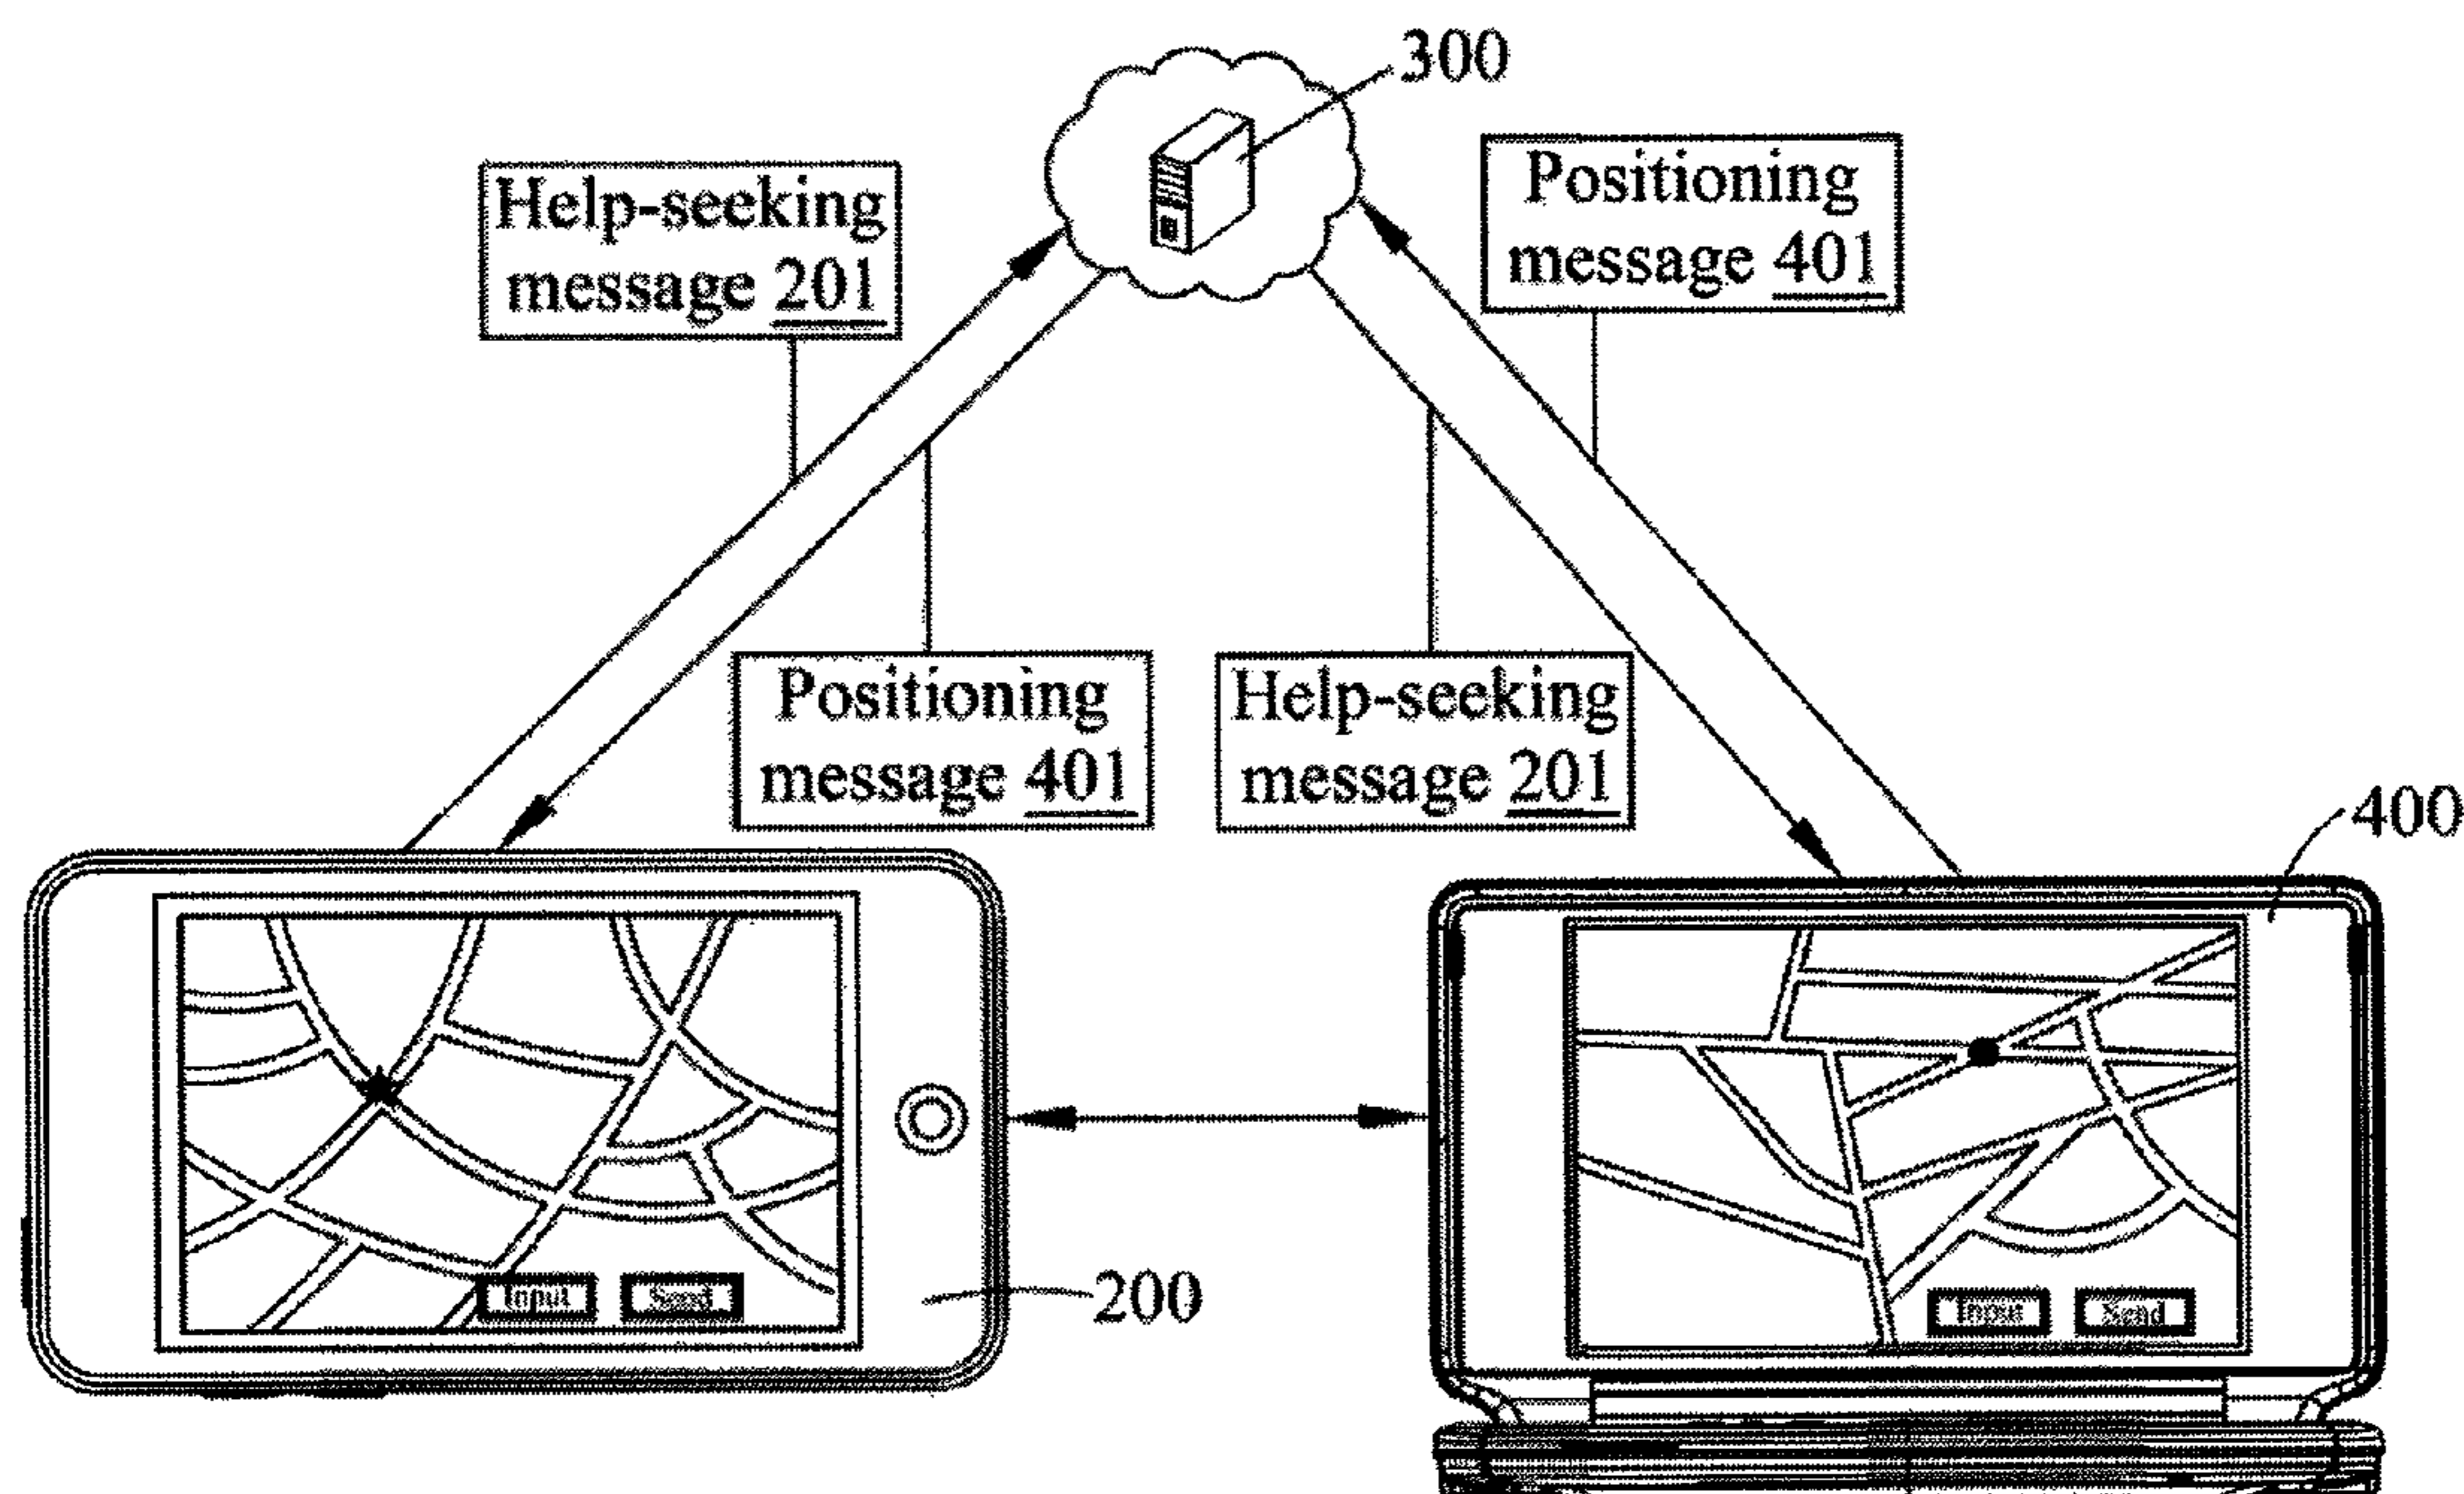 300
Help-seeking
message 201
Positioning
message 401
Positioning
message 401
Help-seeking
message 201
400
200
Input
Send
Input
Send